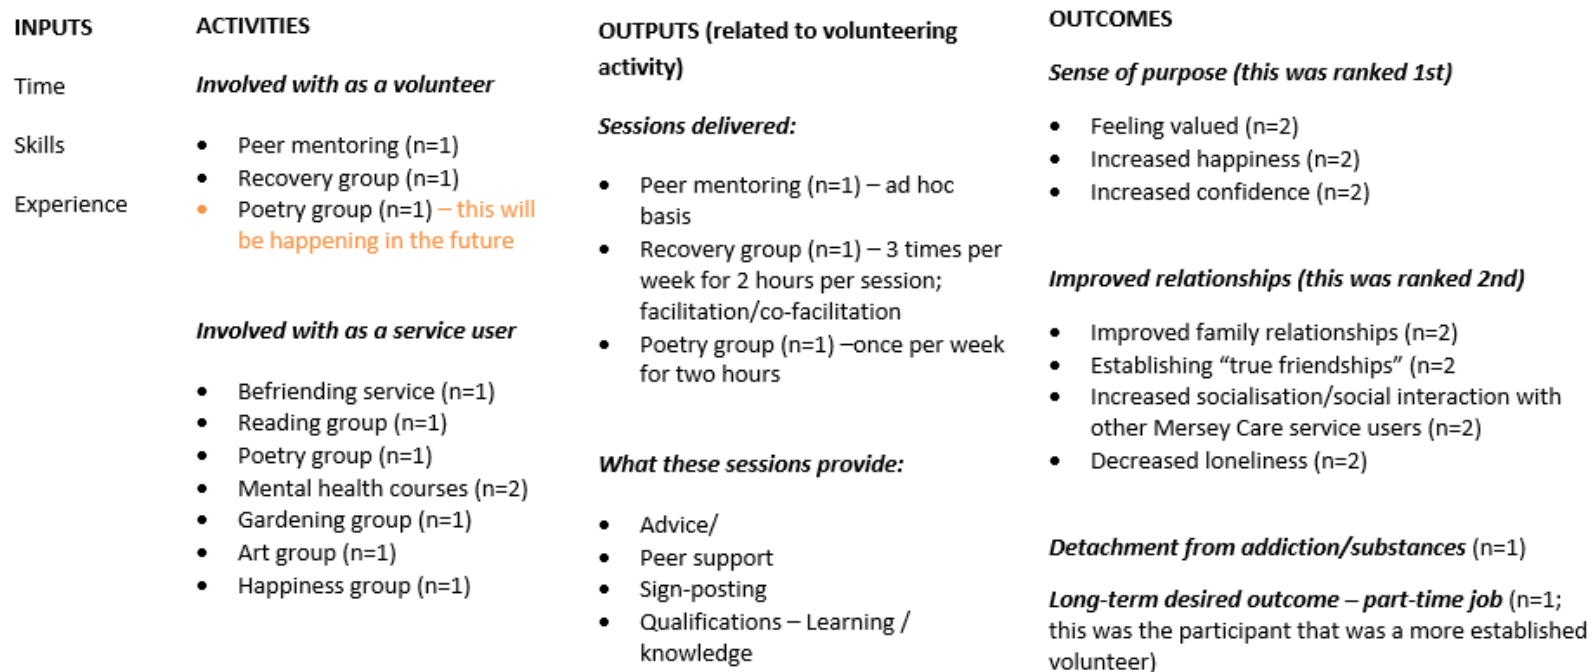 INPUTS
Time
Skills
Experience
ACTIVITIES
Involved with as a volunteer
• Peer mentoring (n=1)
• Recovery group (n=1)
• Poetry group (n=1) – this will
be happening in the future
Involved with as a service user
• Befriending service (n=1)
• Reading group (n=1)
• Poetry group (n=1)
• Mental health courses (n=2)
• Gardening group (n=1)
• Art group (n=1)
• Happiness group (n=1)
OUTPUTS (related to volunteering
activity)
Sessions delivered:
• Peer mentoring (n=1) – ad hoc
basis
• Recovery group (n=1) – 3 times per
week for 2 hours per session;
facilitation/co-facilitation
• Poetry group (n=1) –once per week
for two hours
What these sessions provide:
• Advice/
• Peer support
• Sign-posting
• Qualifications – Learning /
knowledge
OUTCOMES
Sense of purpose (this was ranked 1st)
• Feeling valued (n=2)
• Increased happiness (n=2)
• Increased confidence (n=2)
Improved relationships (this was ranked 2nd)
• Improved family relationships (n=2)
• Establishing “true friendships” (n=2
• Increased socialisation/social interaction with
other Mersey Care service users (n=2)
• Decreased loneliness (n=2)
Detachment from addiction/substances (n=1)
Long-term desired outcome – part-time job (n=1;
this was the participant that was a more established
volunteer)